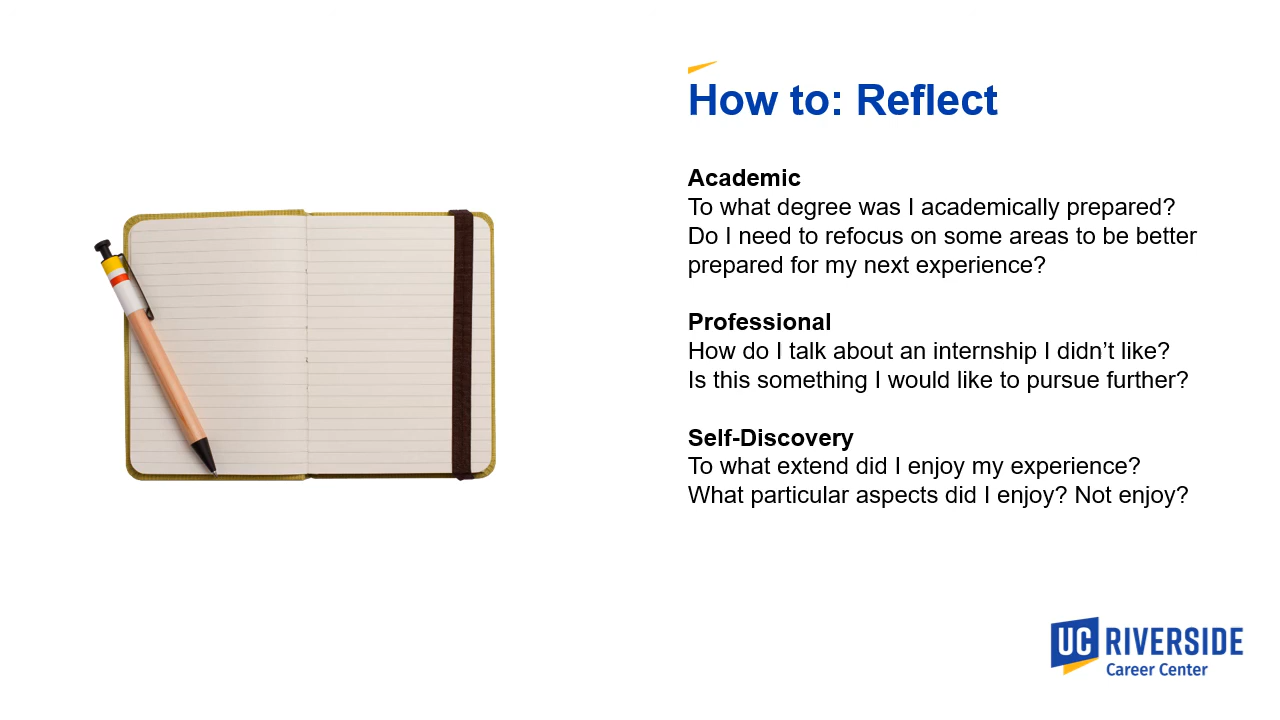 How to: Reflect
Academic
To what degree was I academically prepared?
Do I need to refocus on some areas to be better
prepared for my next experience?
Professional
How do I talk about an internship I didn’t like?
Is this something I would like to pursue further?
Self-Discovery
To what extend did I enjoy my experience?
What particular aspects did I enjoy? Not enjoy?
UC RIVERSIDE
Career Center